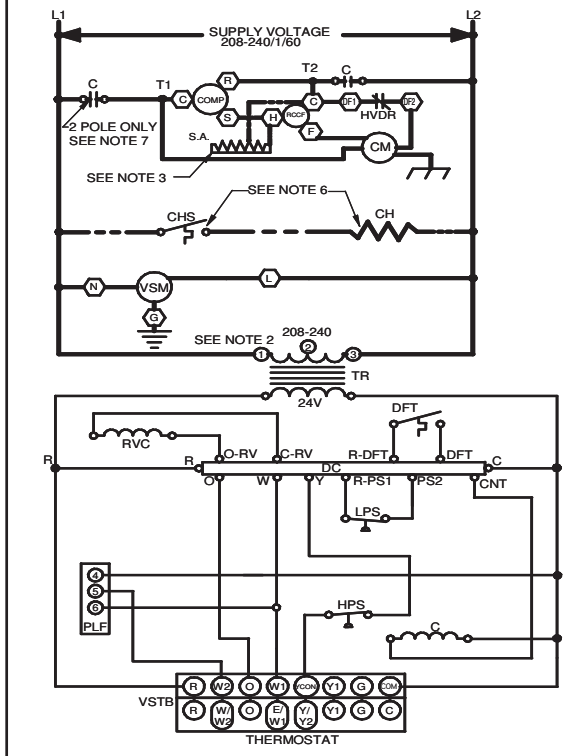 L1 L2
SUPPLY VOLTAGE
208-240/1/60
C T1 C COMP R T2 C
S H RCCF C DF1 HVDR DF2
2 POLE ONLY
SEE NOTE 7
S.A. F CM
SEE NOTE 3
SEE NOTE 6
CHS CH
N VSM L
G
SEE NOTE 2 208-240
1 2 3
TR
24V
DFT
RVC
R R O-RV C-RV R-DFT DFT C
DC
O W Y R-PS1 PS2 CNT
LPS
4
5
6
PLF
HPS
C
R W2 O W1 YCON Y1 G COM
VSTB
R W/W2 O E/W1 Y/Y2 Y1 G C
THERMOSTAT